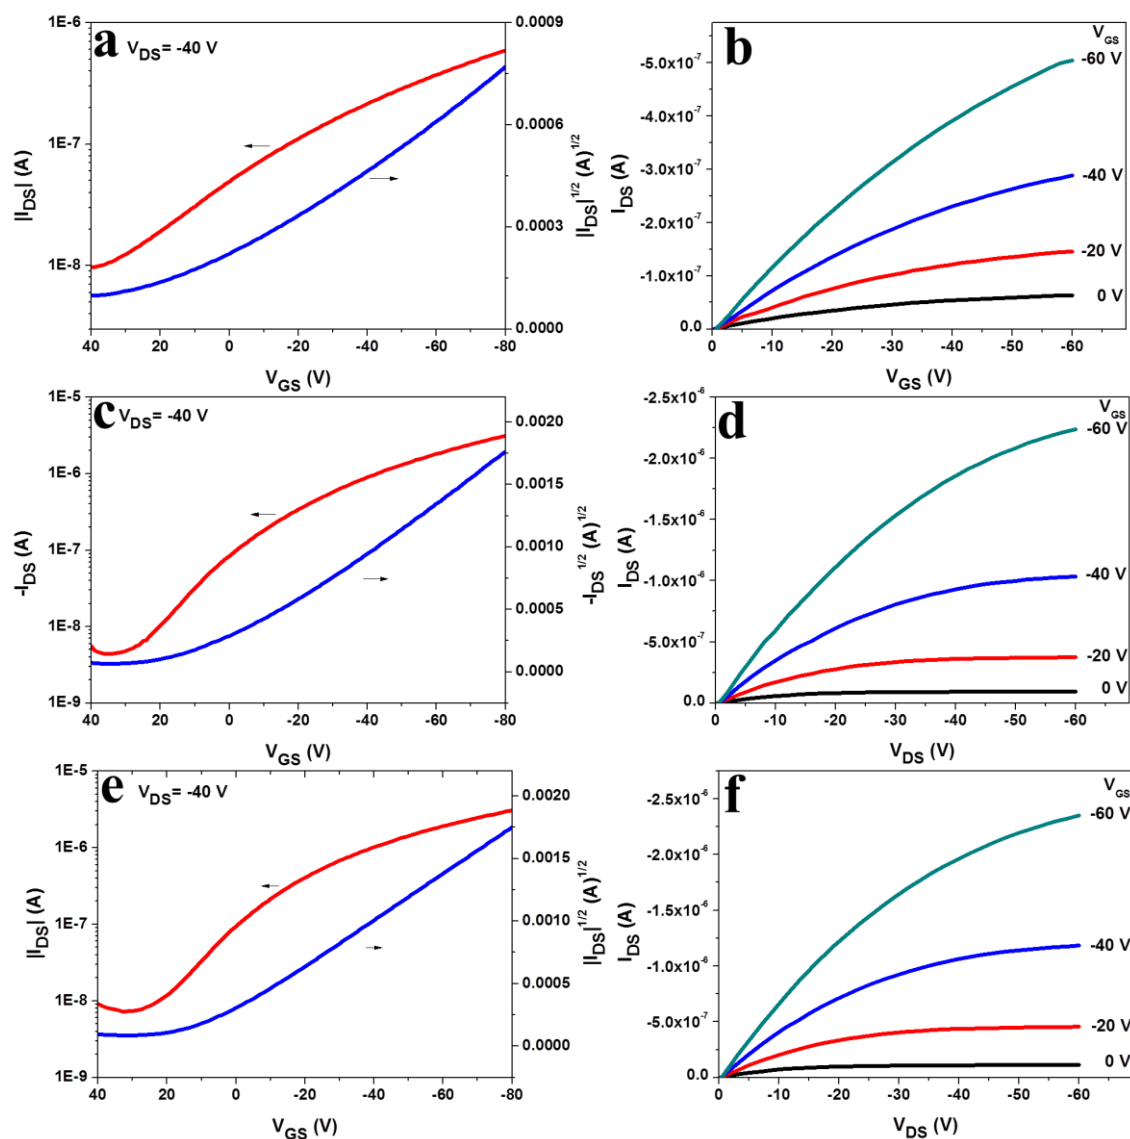 a
V_DS= -40 V
1E-6
1E-7
1E-8
|I_DS| (A)
40 20 0 -20 -40 -60 -80
V_GS (V)
0.0009
0.0006
0.0003
0.0000
|I_DS|^1/2 (A)^1/2
b
V_GS
-60 V
-40 V
-20 V
0 V
-5.0x10^-7
-4.0x10^-7
-3.0x10^-7
-2.0x10^-7
-1.0x10^-7
0.0
I_DS (A)
0 -10 -20 -30 -40 -50 -60
V_GS (V)
c
V_DS= -40 V
1E-5
1E-6
1E-7
1E-8
1E-9
-I_DS (A)
40 20 0 -20 -40 -60 -80
V_GS (V)
0.0020
0.0015
0.0010
0.0005
0.0000
-I_DS^1/2 (A)^1/2
d
V_GS
-60 V
-40 V
-20 V
0 V
-2.5x10^-6
-2.0x10^-6
-1.5x10^-6
-1.0x10^-6
-5.0x10^-7
0.0
I_DS (A)
0 -10 -20 -30 -40 -50 -60
V_DS (V)
e
V_DS= -40 V
1E-5
1E-6
1E-7
1E-8
1E-9
|I_DS| (A)
40 20 0 -20 -40 -60 -80
V_GS (V)
0.0020
0.0015
0.0010
0.0005
0.0000
|I_DS|^1/2 (A)^1/2
f
V_GS
-60 V
-40 V
-20 V
0 V
-2.5x10^-6
-2.0x10^-6
-1.5x10^-6
-1.0x10^-6
-5.0x10^-7
0.0
I_DS (A)
0 -10 -20 -30 -40 -50 -60
V_DS (V)